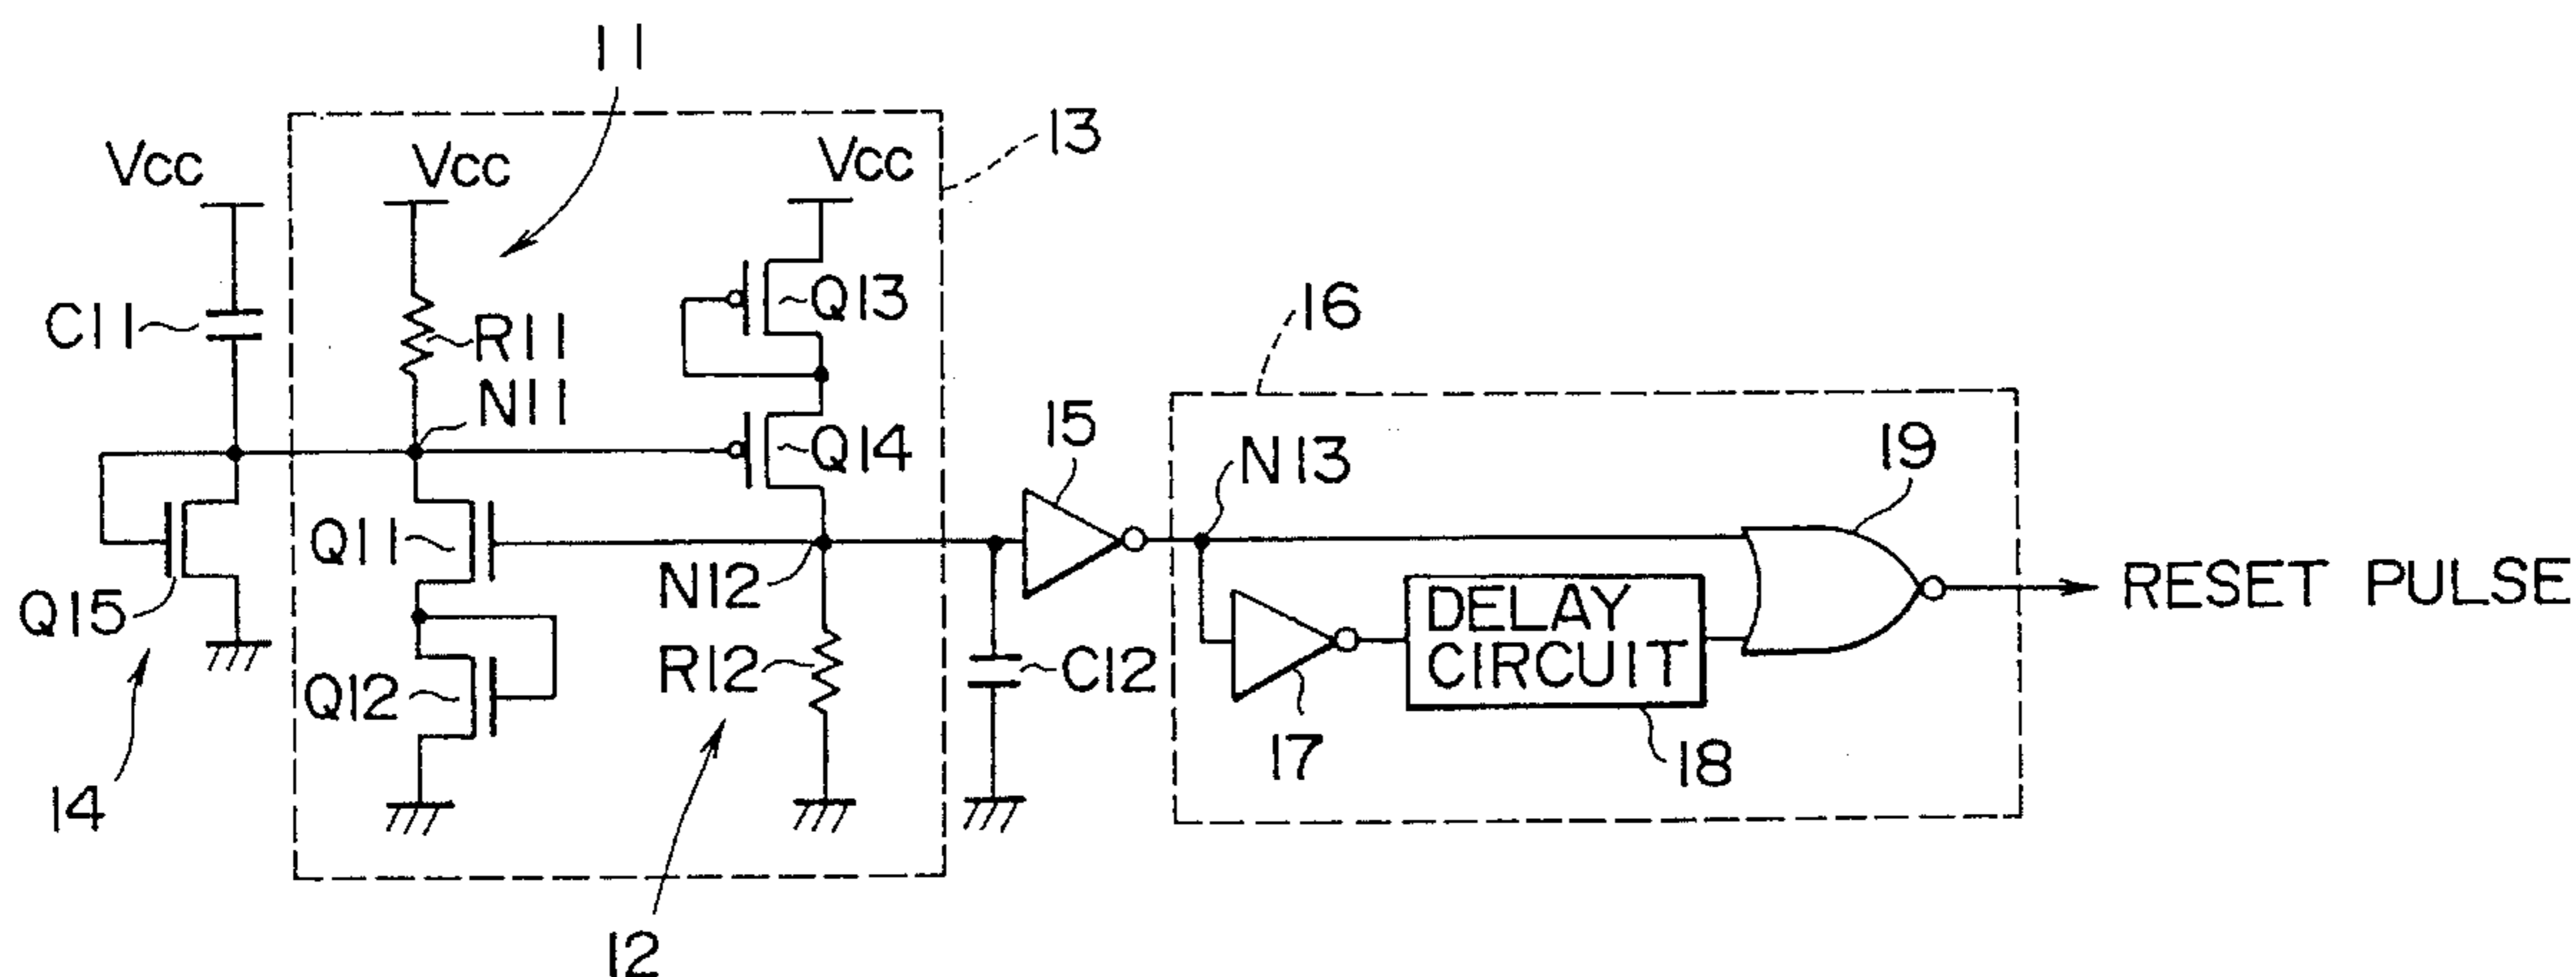 11
13
Vcc
Vcc
Vcc
C11
R11
Q13
N11
Q14
16
15
N13
19
Q11
N12
Q15
R12
C12
DELAY
CIRCUIT
RESET PULSE
Q12
17
18
14
12